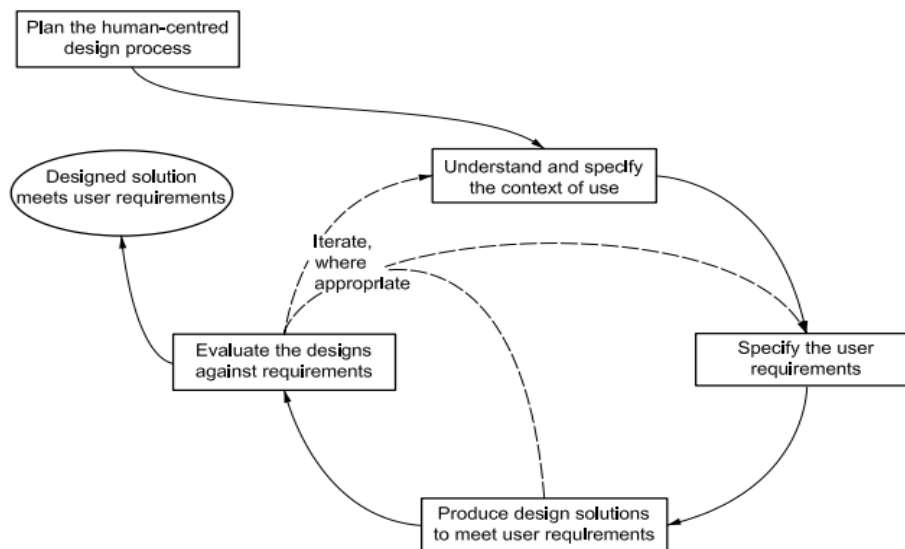 Plan the human-centred
design process
Understand and specify
the context of use
Designed solution
meets user requirements
Iterate,
where
appropriate
Evaluate the designs
against requirements
Specify the user
requirements
Produce design solutions
to meet user requirements